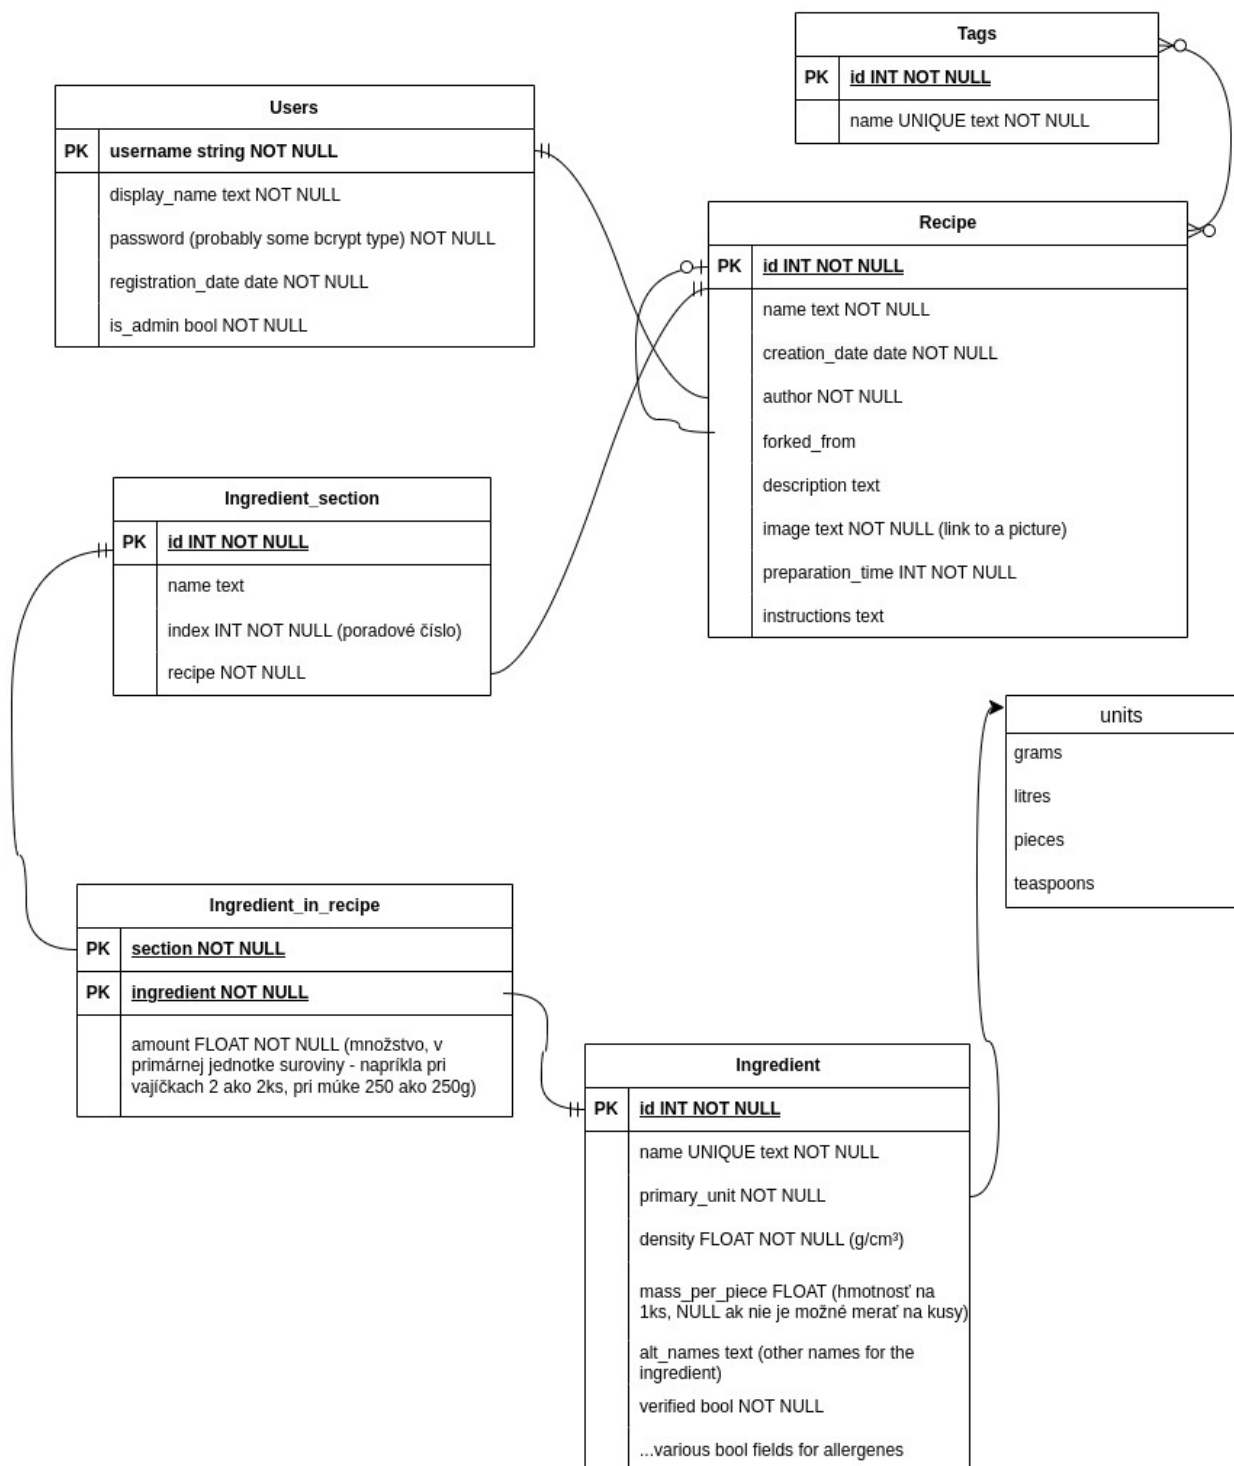 Tags
PK id INT NOT NULL
name UNIQUE text NOT NULL
Users
PK username string NOT NULL
display_name text NOT NULL
password (probably some bcrypt type) NOT NULL
registration_date date NOT NULL
is_admin bool NOT NULL
Recipe
PK id INT NOT NULL
name text NOT NULL
creation_date date NOT NULL
author NOT NULL
forked_from
description text
image text NOT NULL (link to a picture)
preparation_time INT NOT NULL
instructions text
Ingredient_section
PK id INT NOT NULL
name text
index INT NOT NULL (poradové číslo)
recipe NOT NULL
units
grams
litres
pieces
teaspoons
Ingredient_in_recipe
PK section NOT NULL
PK ingredient NOT NULL
amount FLOAT NOT NULL (množstvo, v
primárnej jednotke suroviny - napríkla pri
vajíčkach 2 ako 2ks, pri múke 250 ako 250g)
Ingredient
PK id INT NOT NULL
name UNIQUE text NOT NULL
primary_unit NOT NULL
density FLOAT NOT NULL (g/cm³)
mass_per_piece FLOAT (hmotnosť na
1ks, NULL ak nie je možné merať na kusy)
alt_names text (other names for the
ingredient)
verified bool NOT NULL
...various bool fields for allergenes